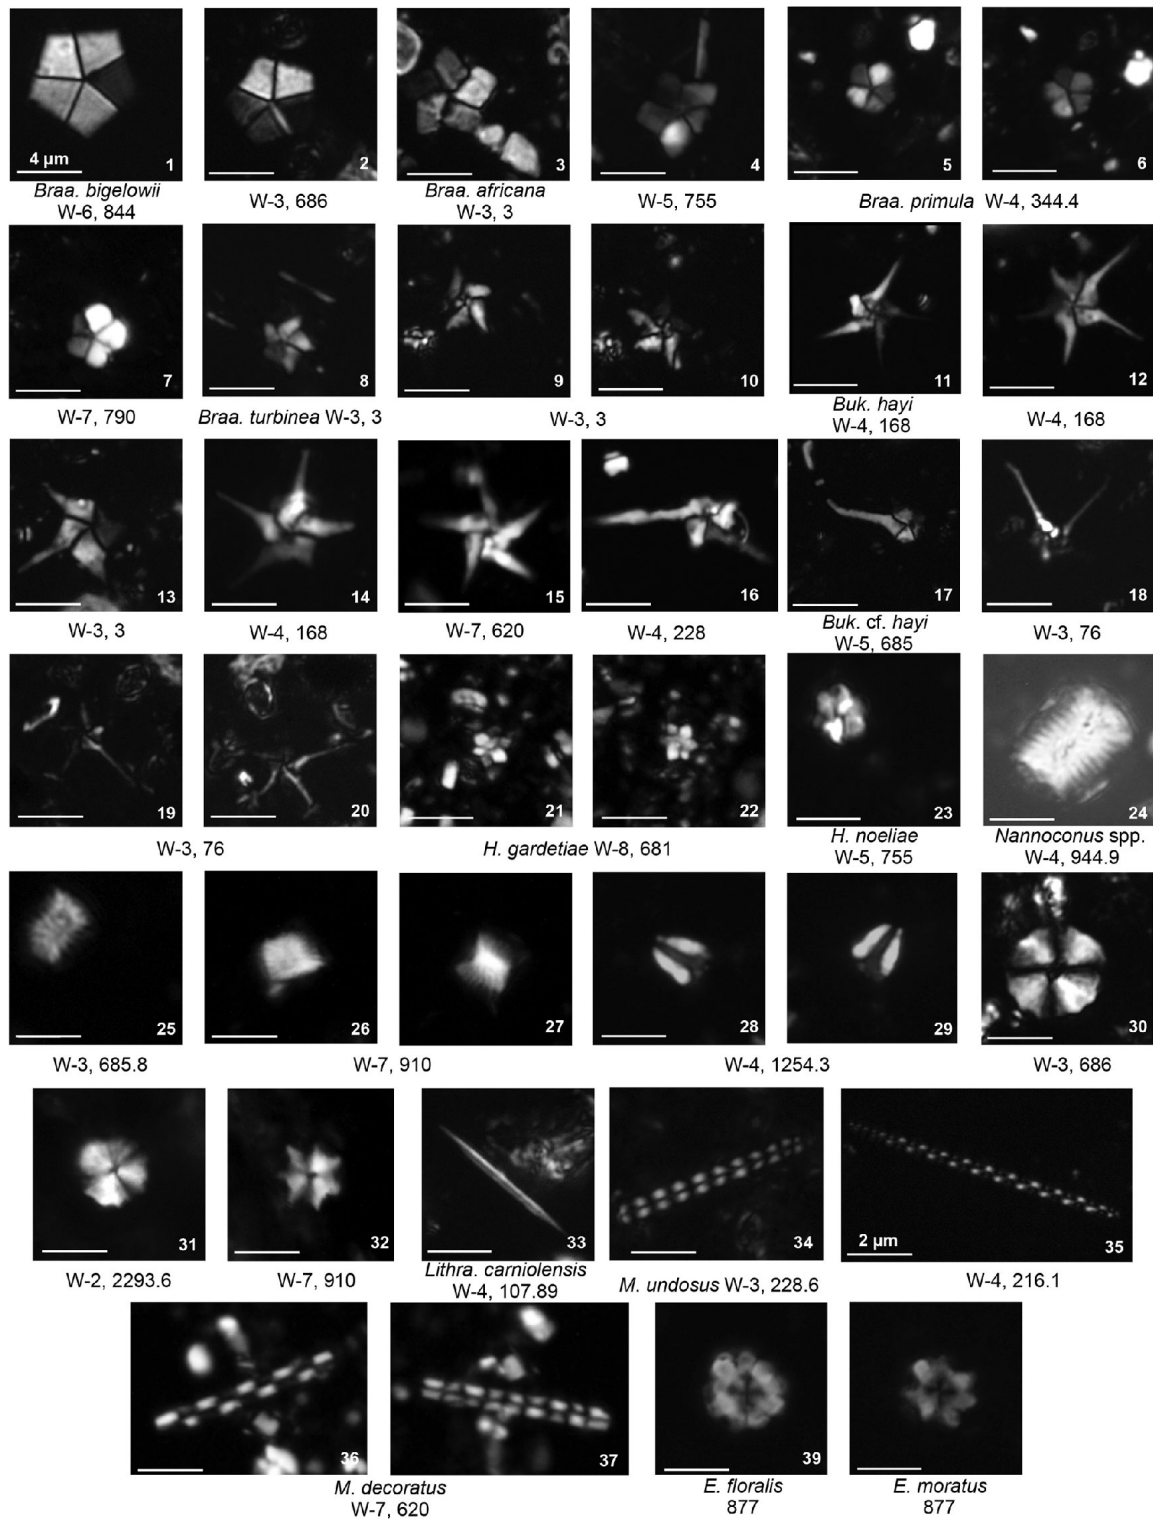 4 µm 1 2 3 4 5 6
Braa. bigelowii
W-6, 844
W-3, 686
Braa. africana
W-3, 3
W-5, 755
Braa. primula W-4, 344.4
7 8 9 10 11 12
W-7, 790
Braa. turbinea W-3, 3
W-3, 3
Buk. hayi
W-4, 168
W-4, 168
13 14 15 16 17 18
W-3, 3
W-4, 168
W-7, 620
W-4, 228
Buk. cf. hayi
W-5, 685
W-3, 76
19 20 21 22 23 24
W-3, 76
H. gardetiae W-8, 681
H. noeliae
W-5, 755
Nannoconus spp.
W-4, 944.9
25 26 27 28 29 30
W-3, 685.8
W-7, 910
W-4, 1254.3
W-3, 686
31 32 33 34 2 µm 35
W-2, 2293.6
W-7, 910
Lithra. carniolensis
W-4, 107.89
M. undosus W-3, 228.6
W-4, 216.1
36 37 39
M. decoratus
W-7, 620
E. floralis
877
E. moratus
877